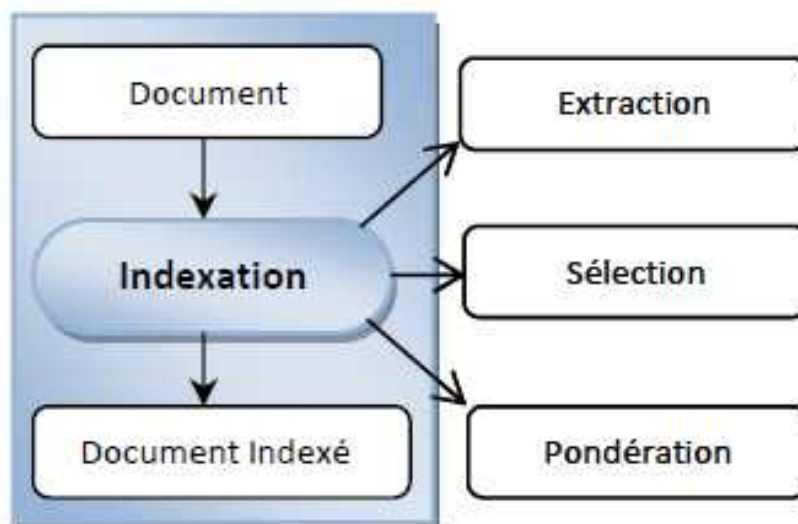 Document
Extraction
Indexation
Sélection
Document Indexé
Pondération